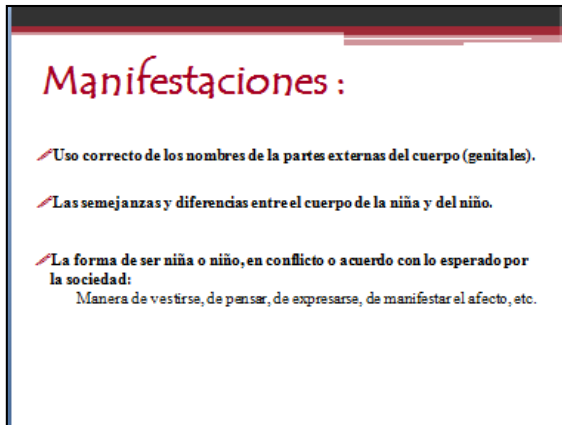 Manifestaciones :
Uso correcto de los nombres de la partes externas del cuerpo (genitales).
Las semejanzas y diferencias entre el cuerpo de la niña y del niño.
La forma de ser niña o niño, en conflicto o acuerdo con lo esperado por
la sociedad:
Manera de vestirse, de pensar, de expresarse, de manifestar el afecto, etc.